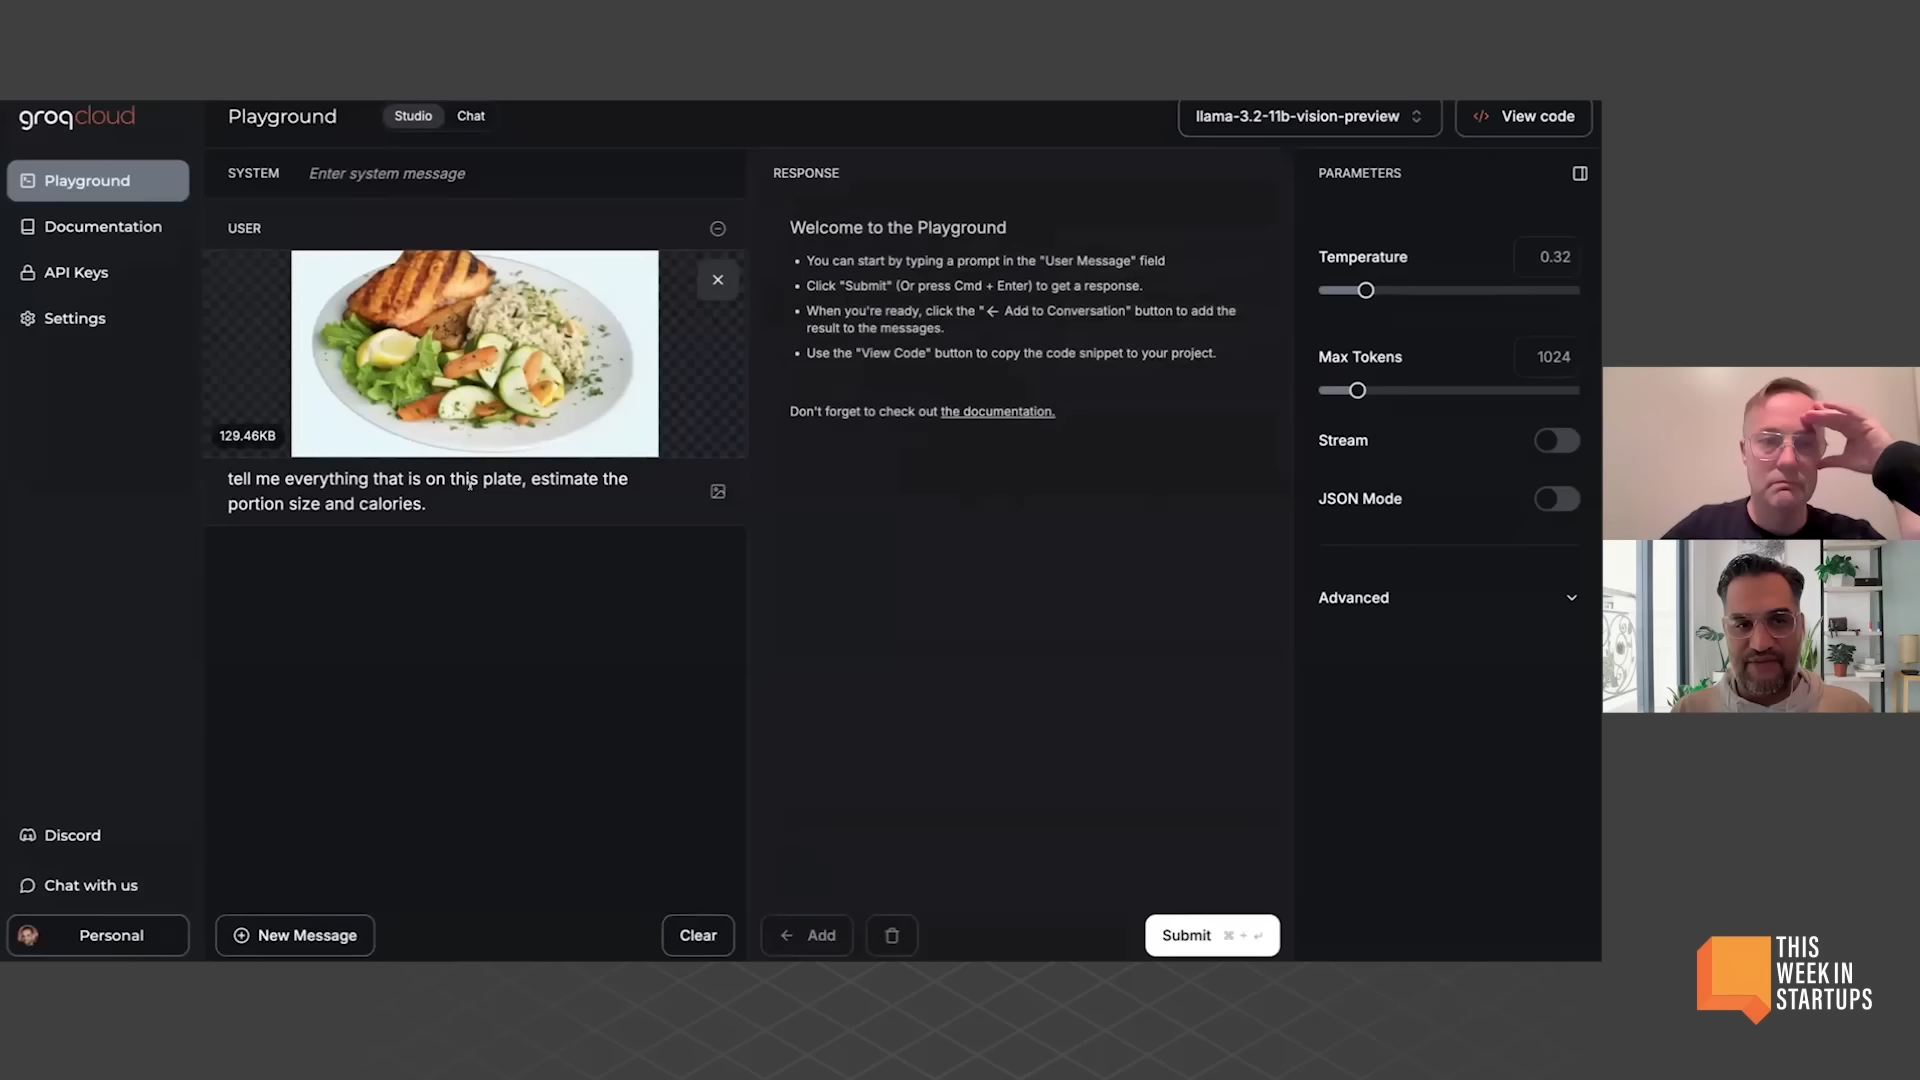 groqcloud
Playground
Studio
Chat
llama-3.2-11b-vision-preview
</> View code
Playground
Documentation
API Keys
Settings
SYSTEM
Enter system message
USER
129.46KB
tell me everything that is on this plate, estimate the
portion size and calories.
RESPONSE
Welcome to the Playground
• You can start by typing a prompt in the "User Message" field
• Click "Submit" (Or press Cmd + Enter) to get a response.
• When you're ready, click the "← Add to Conversation" button to add the
result to the messages.
• Use the "View Code" button to copy the code snippet to your project.
Don't forget to check out the documentation.
PARAMETERS
Temperature
0.32
Max Tokens
1024
Stream
JSON Mode
Advanced
Discord
Chat with us
Personal
New Message
Clear
← Add
Submit ⌘ + ↵
THIS
WEEK IN
STARTUPS